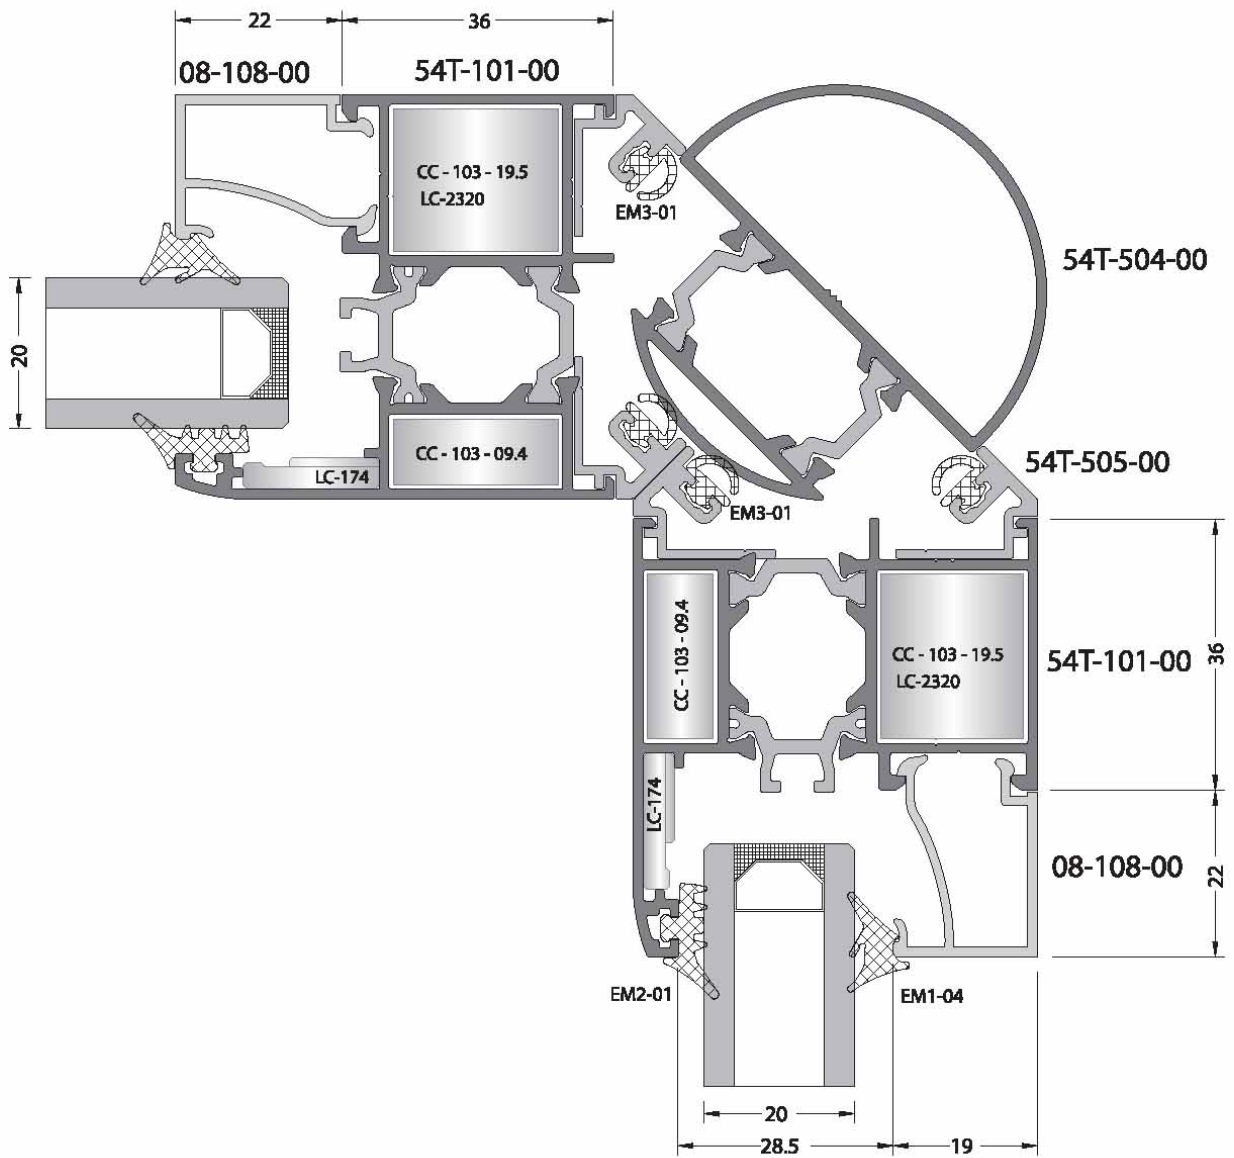 22
36
08-108-00
54T-101-00
CC - 103 - 19.5
LC-2320
EM3-01
54T-504-00
20
CC - 103 - 09.4
LC-174
54T-505-00
EM3-01
CC - 103 - 09.4
CC - 103 - 19.5
LC-2320
54T-101-00
36
LC-174
08-108-00
22
EM2-01
EM1-04
20
28.5
19